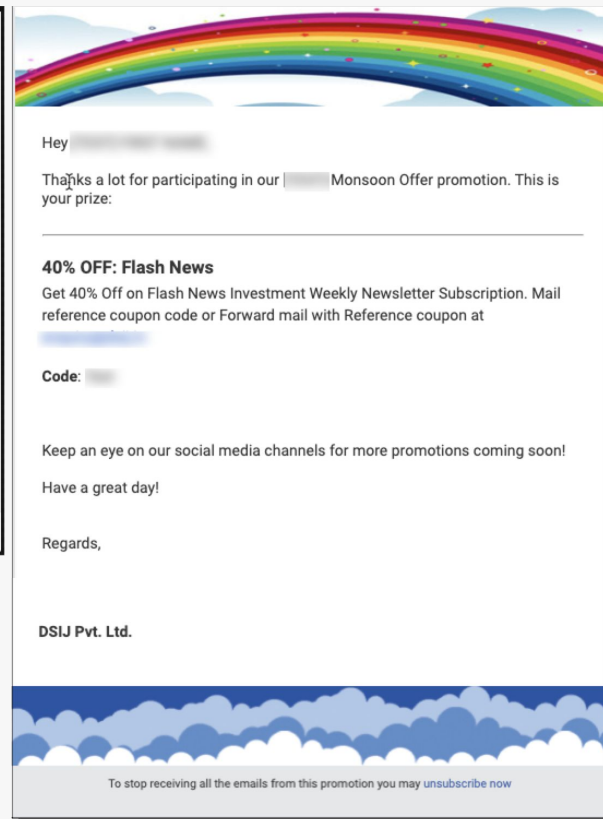 Hey
Thanks a lot for participating in our Monsoon Offer promotion. This is
your prize:
40% OFF: Flash News
Get 40% Off on Flash News Investment Weekly Newsletter Subscription. Mail
reference coupon code or Forward mail with Reference coupon at
Code:
Keep an eye on our social media channels for more promotions coming soon!
Have a great day!
Regards,
DSIJ Pvt. Ltd.
To stop receiving all the emails from this promotion you may unsubscribe now